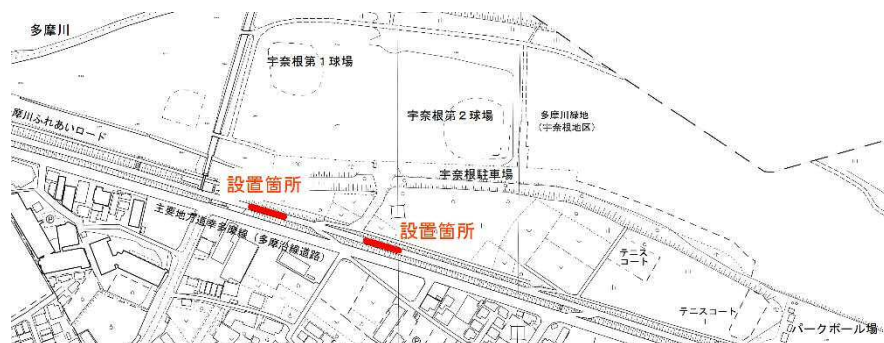 多摩川
宇奈根第1球場
宇奈根第2球場
多摩川緑地
(宇奈根地区)
摩川ふれあいロード
宇奈根駐車場
設置箇所
主要地方道幸多摩線(多摩沿線道路)
設置箇所
テニス
コート
テニスコート
パークボール場